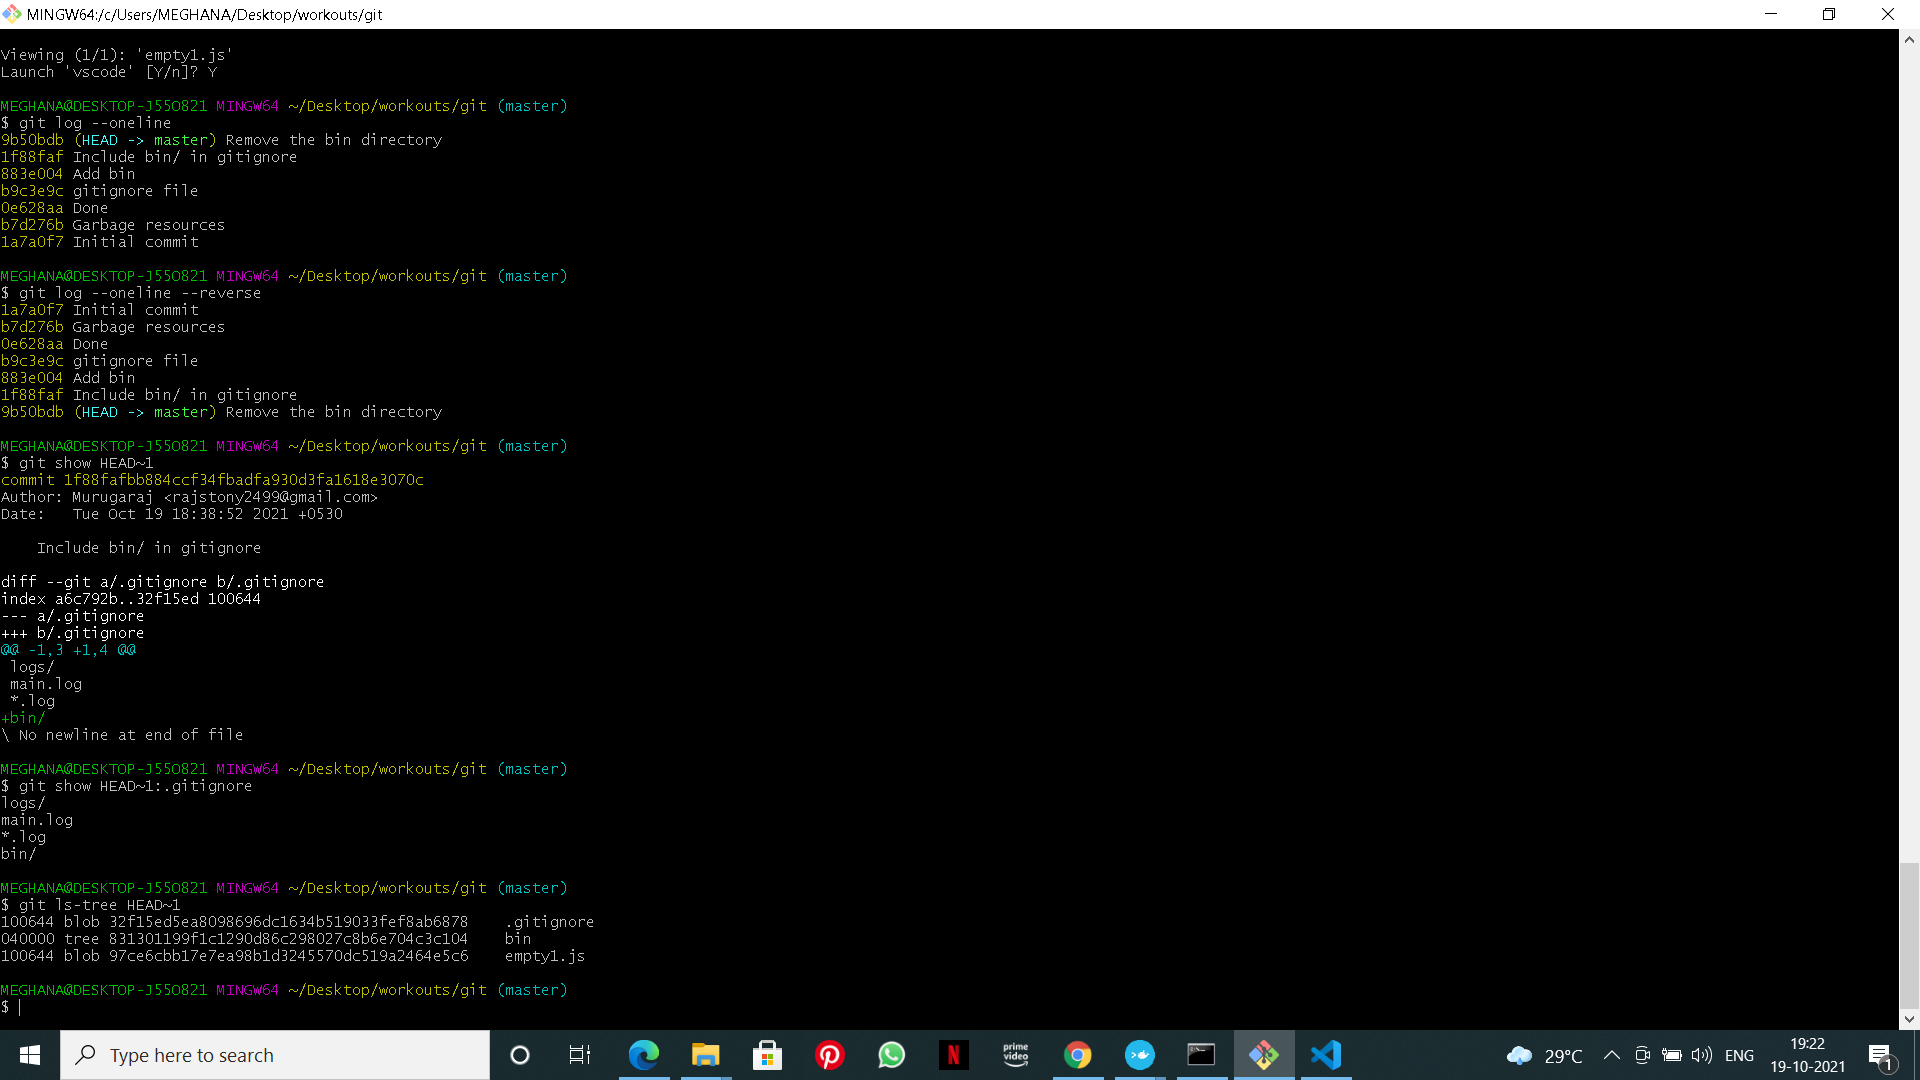 MINGW64:/c/Users/MEGHANA/Desktop/workouts/git
Viewing (1/1): 'empty1.js'
Launch 'vscode' [Y/n]? Y
MEGHANA@DESKTOP-J55O821 MINGW64 ~/Desktop/workouts/git (master)
$ git log --oneline
9b50bdb (HEAD -> master) Remove the bin directory
1f88faf Include bin/ in gitignore
883e004 Add bin
b9c3e9c gitignore file
0e628aa Done
b7d276b Garbage resources
1a7a0f7 Initial commit
MEGHANA@DESKTOP-J55O821 MINGW64 ~/Desktop/workouts/git (master)
$ git log --oneline --reverse
1a7a0f7 Initial commit
b7d276b Garbage resources
0e628aa Done
b9c3e9c gitignore file
883e004 Add bin
1f88faf Include bin/ in gitignore
9b50bdb (HEAD -> master) Remove the bin directory
MEGHANA@DESKTOP-J55O821 MINGW64 ~/Desktop/workouts/git (master)
$ git show HEAD~1
commit 1f88fafbb884ccf34fbadfa930d3fa1618e3070c
Author: Murugaraj <rajstony2499@gmail.com>
Date:   Tue Oct 19 18:38:52 2021 +0530
    Include bin/ in gitignore
diff --git a/.gitignore b/.gitignore
index a6c792b..32f15ed 100644
--- a/.gitignore
+++ b/.gitignore
@@ -1,3 +1,4 @@
 logs/
 main.log
 *.log
+bin/
\ No newline at end of file
MEGHANA@DESKTOP-J55O821 MINGW64 ~/Desktop/workouts/git (master)
$ git show HEAD~1:.gitignore
logs/
main.log
*.log
bin/
MEGHANA@DESKTOP-J55O821 MINGW64 ~/Desktop/workouts/git (master)
$ git ls-tree HEAD~1
100644 blob 32f15ed5ea8098696dc1634b519033fef8ab6878    .gitignore
040000 tree 831301199f1c1290d86c298027c8b6e704c3c104    bin
100644 blob 97ce6cbb17e7ea98b1d3245570dc519a2464e5c6    empty1.js
MEGHANA@DESKTOP-J55O821 MINGW64 ~/Desktop/workouts/git (master)
$
Type here to search
N
prime video
29°C
ENG
19:22
19-10-2021
1